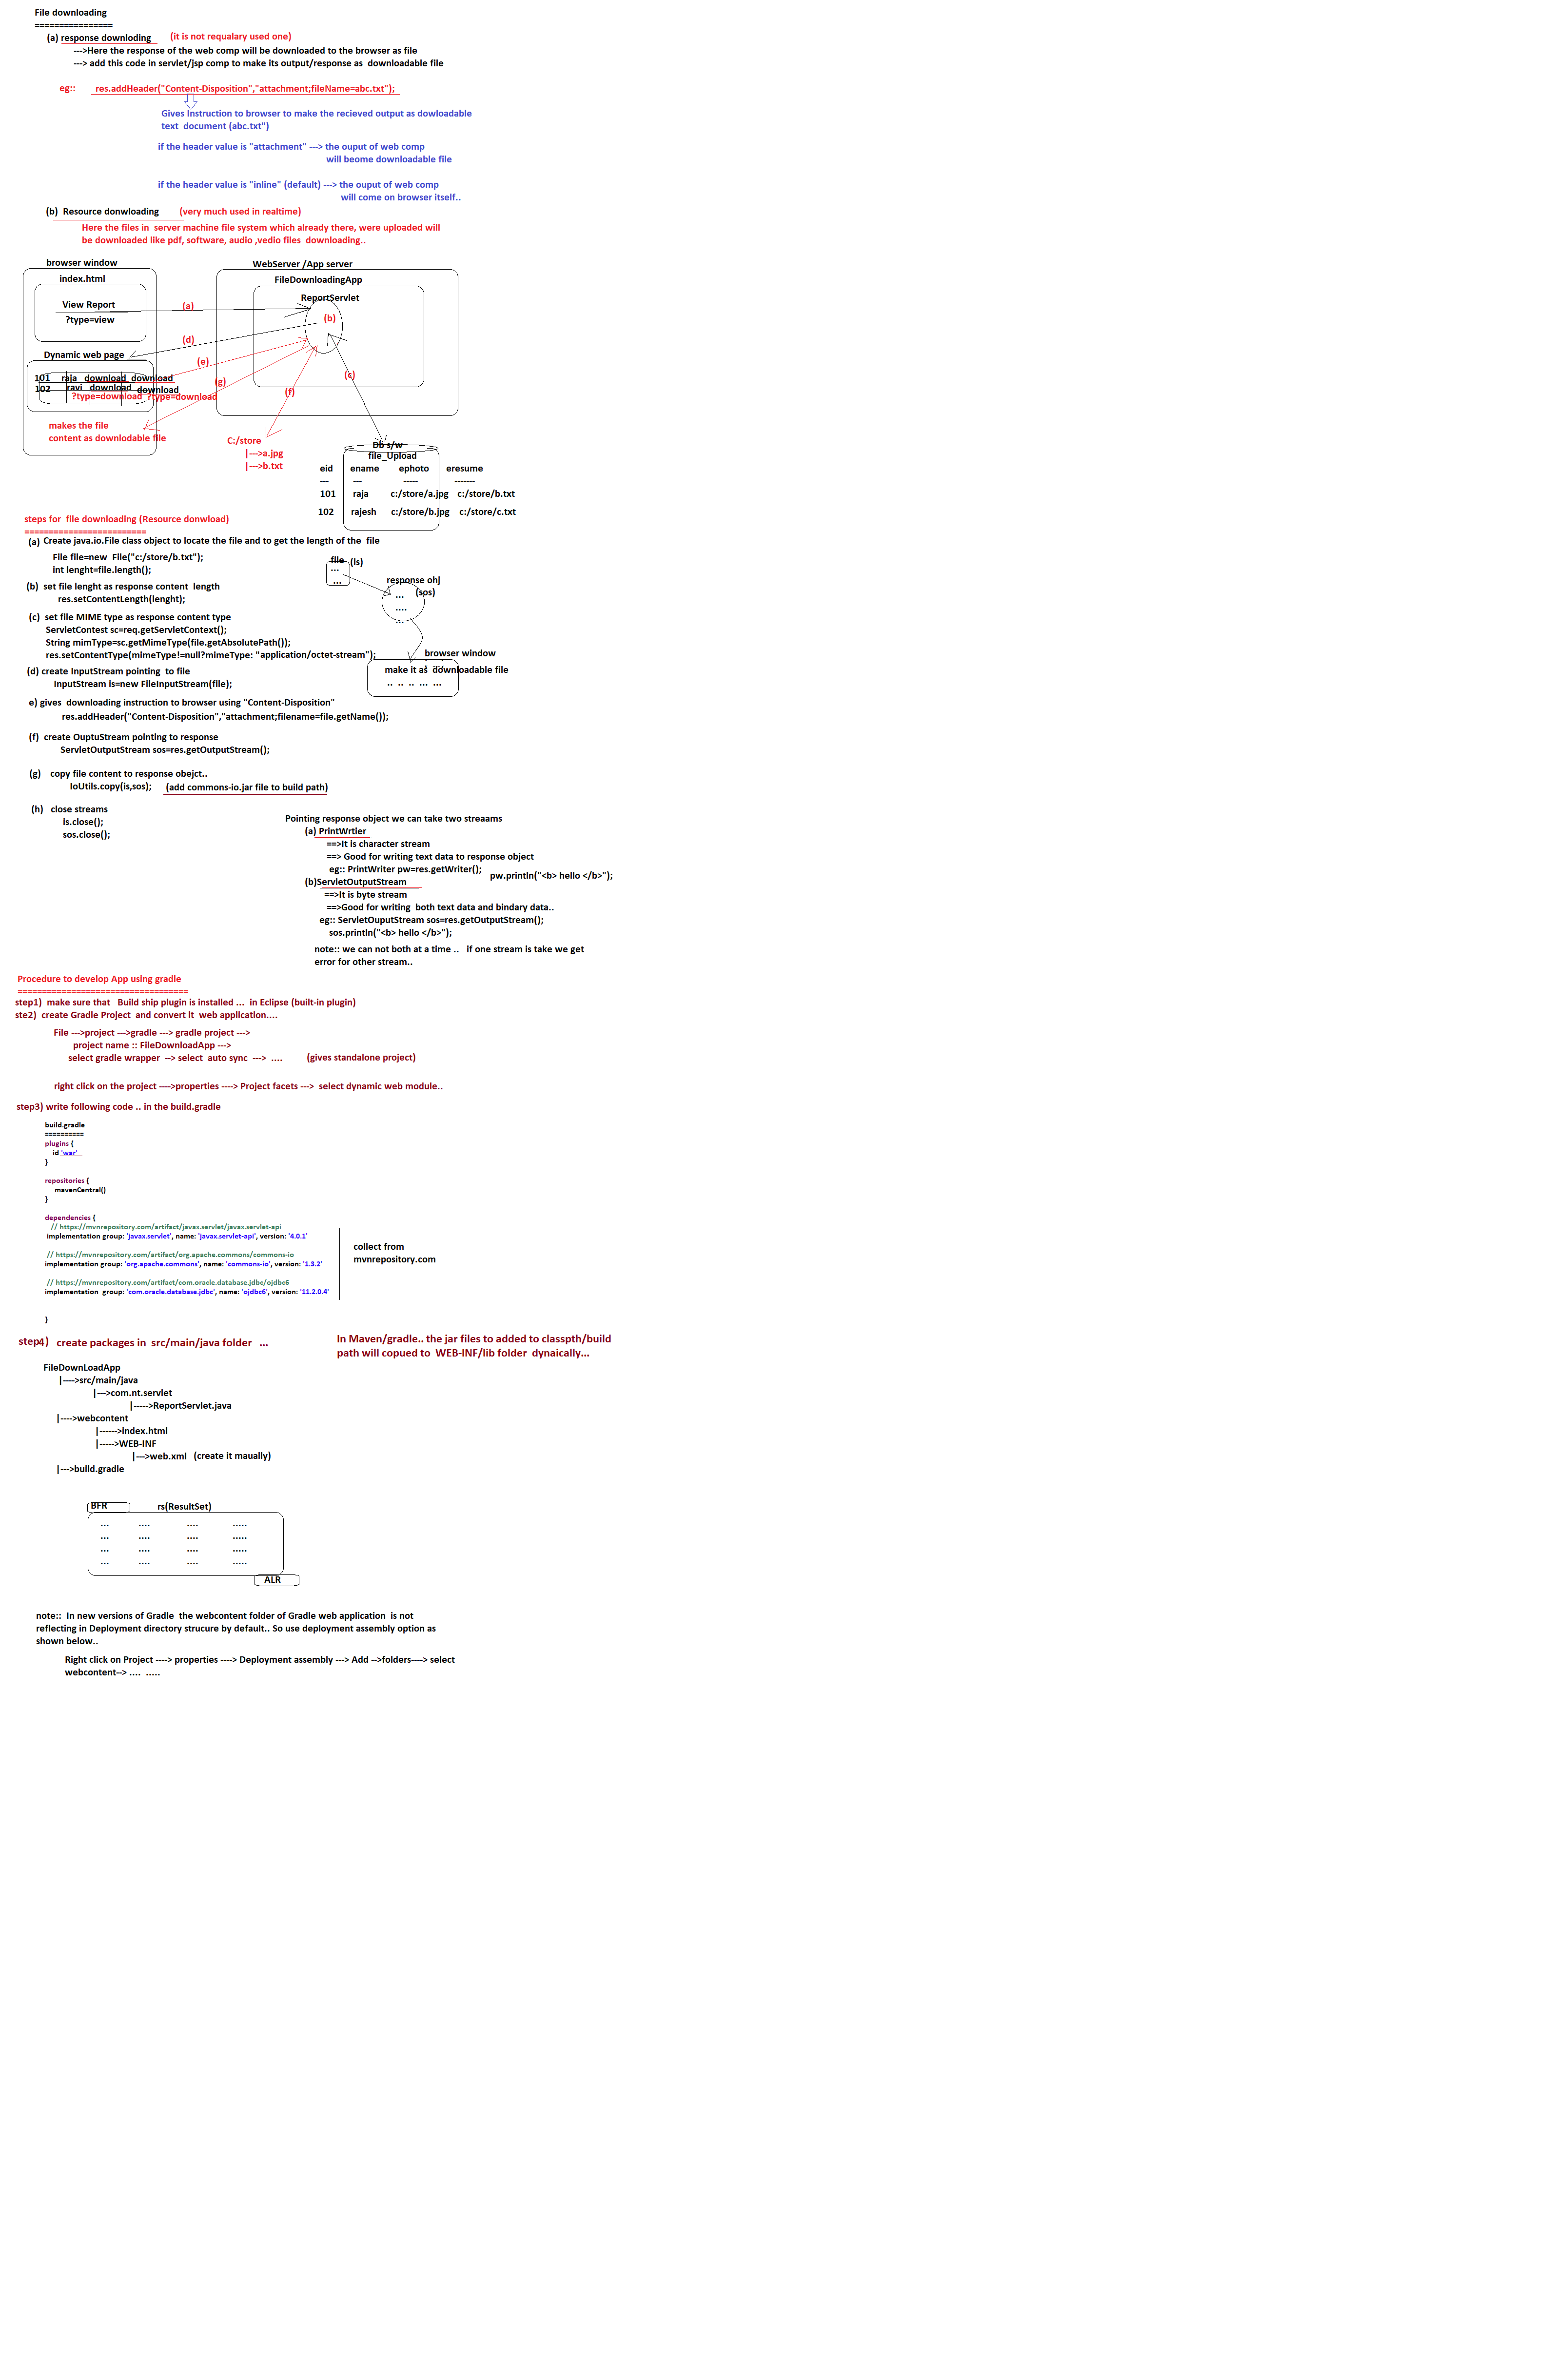 File downloading
================
(a) response downloding (it is not requalary used one)
--->Here the response of the web comp will be downloaded to the browser as file
---> add this code in servlet/jsp comp to make its output/response as downloadable file
eg:: res.addHeader("Content-Disposition","attachment;fileName=abc.txt");
Gives Instruction to browser to make the recieved output as dowloadable
text document (abc.txt")
if the header value is "attachment" ---> the ouput of web comp
will beome downloadable file
if the header value is "inline" (default) ---> the ouput of web comp
will come on browser itself..
(b) Resource donwloading (very much used in realtime)
Here the files in server machine file system which already there, were uploaded will
be downloaded like pdf, software, audio ,vedio files downloading..
browser window
index.html
View Report
?type=view
Dynamic web page
101 raja download download
102 ravi download download
?type=download ?type=download
makes the file
content as downlodable file
(a)
(d)
(e)
(g)
(f)
(c)
WebServer /App server
FileDownloadingApp
ReportServlet
(b)
C:/store
|--->a.jpg
|--->b.txt
Db s/w
file_Upload
eid ename ephoto eresume
--- --- ----- -------
101 raja c:/store/a.jpg c:/store/b.txt
102 rajesh c:/store/b.jpg c:/store/c.txt
steps for file downloading (Resource donwload)
=========================
(a) Create java.io.File class object to locate the file and to get the length of the file
File file=new File("c:/store/b.txt");
int lenght=file.length();
(b) set file lenght as response content length
res.setContentLength(lenght);
(c) set file MIME type as response content type
ServletContest sc=req.getServletContext();
String mimType=sc.getMimeType(file.getAbsolutePath());
res.setContentType(mimeType!=null?mimeType: "application/octet-stream");
(d) create InputStream pointing to file
InputStream is=new FileInputStream(file);
e) gives downloading instruction to browser using "Content-Disposition"
res.addHeader("Content-Disposition","attachment;filename=file.getName());
(f) create OuptuStream pointing to response
ServletOutputStream sos=res.getOutputStream();
(g) copy file content to response obejct..
IoUtils.copy(is,sos); (add commons-io.jar file to build path)
(h) close streams
is.close();
sos.close();
file (is)
...
...
response ohj
(sos)
...
....
...
browser window
make it as downloadable file
.. .. .. ... ...
Pointing response object we can take two streaams
(a) PrintWrtier
==>It is character stream
==> Good for writing text data to response object
eg:: PrintWriter pw=res.getWriter();
pw.println("<b> hello </b>");
(b)ServletOutputStream
==>It is byte stream
==>Good for writing both text data and bindary data..
eg:: ServletOuputStream sos=res.getOutputStream();
sos.println("<b> hello </b>");
note:: we can not both at a time .. if one stream is take we get
error for other stream..
Procedure to develop App using gradle
===================================
step1) make sure that Build ship plugin is installed ... in Eclipse (built-in plugin)
ste2) create Gradle Project and convert it web application....
File --->project --->gradle ---> gradle project --->
project name :: FileDownloadApp --->
select gradle wrapper --> select auto sync ---> .... (gives standalone project)
right click on the project ---->properties ----> Project facets ---> select dynamic web module..
step3) write following code .. in the build.gradle
build.gradle
==========
plugins {
id 'war'
}
repositories {
mavenCentral()
}
dependencies {
// https://mvnrepository.com/artifact/javax.servlet/javax.servlet-api
implementation group: 'javax.servlet', name: 'javax.servlet-api', version: '4.0.1'
// https://mvnrepository.com/artifact/org.apache.commons/commons-io
implementation group: 'org.apache.commons', name: 'commons-io', version: '1.3.2'
// https://mvnrepository.com/artifact/com.oracle.database.jdbc/ojdbc6
implementation group: 'com.oracle.database.jdbc', name: 'ojdbc6', version: '11.2.0.4'
}
collect from
mvnrepository.com
step4) create packages in src/main/java folder ...
In Maven/gradle.. the jar files to added to classpth/build
path will copued to WEB-INF/lib folder dynaically...
FileDownLoadApp
|---->src/main/java
|--->com.nt.servlet
|----->ReportServlet.java
|---->webcontent
|------>index.html
|----->WEB-INF
|--->web.xml (create it maually)
|--->build.gradle
BFR rs(ResultSet)
... .... .... .....
... .... .... .....
... .... .... .....
... .... .... .....
ALR
note:: In new versions of Gradle the webcontent folder of Gradle web application is not
reflecting in Deployment directory strucure by default.. So use deployment assembly option as
shown below..
Right click on Project ----> properties ----> Deployment assembly ---> Add -->folders----> select
webcontent--> .... .....